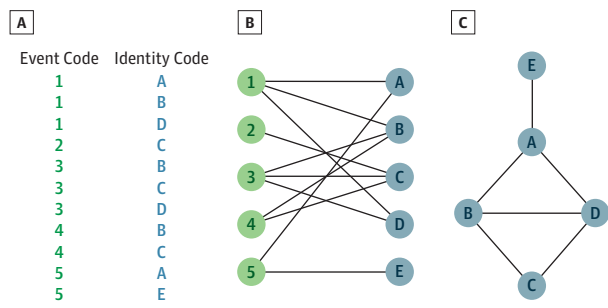 A
Event Code Identity Code
1 A
1 B
1 D
2 C
3 B
3 C
3 D
4 B
4 C
5 A
5 E
B
1 A
2 B
3 C
4 D
5 E
C
E
A
B D
C